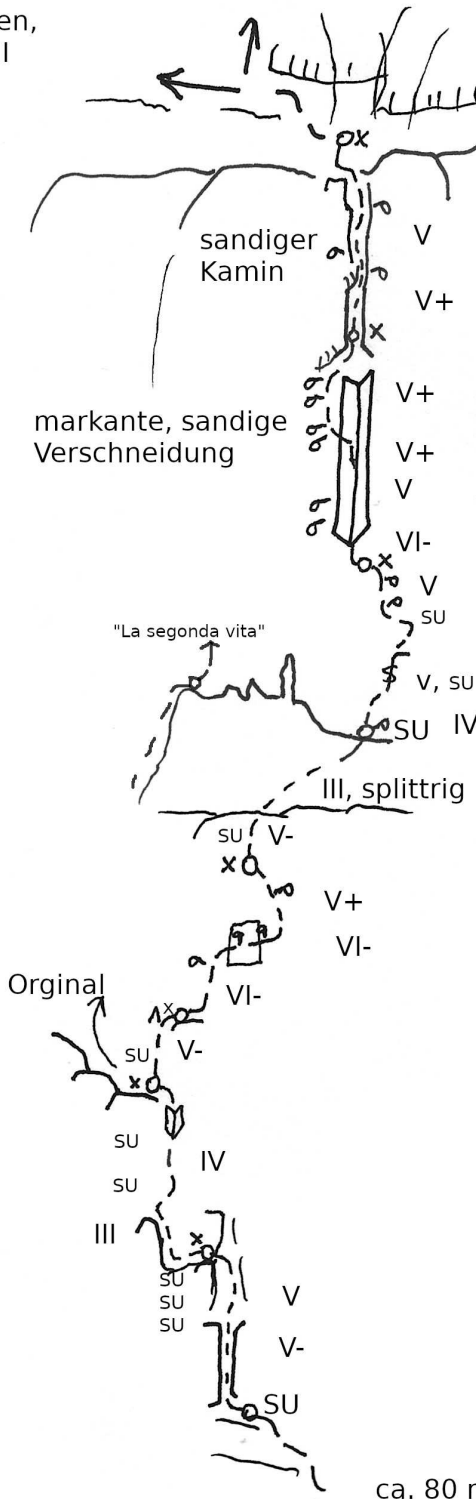 en,
l
x
V
sandiger
Kamin
V+
x
V+
markante, sandige
Verschneidung
V+
V
VI-
x
V
SU
"La segonda vita"
V, SU
SU IV
III, splittrig
SU V-
x
V+
VI-
VI-
Orginal
x
SU V-
x
SU
IV
SU
III
x
SU
SU
SU
V
V-
SU
ca. 80 r